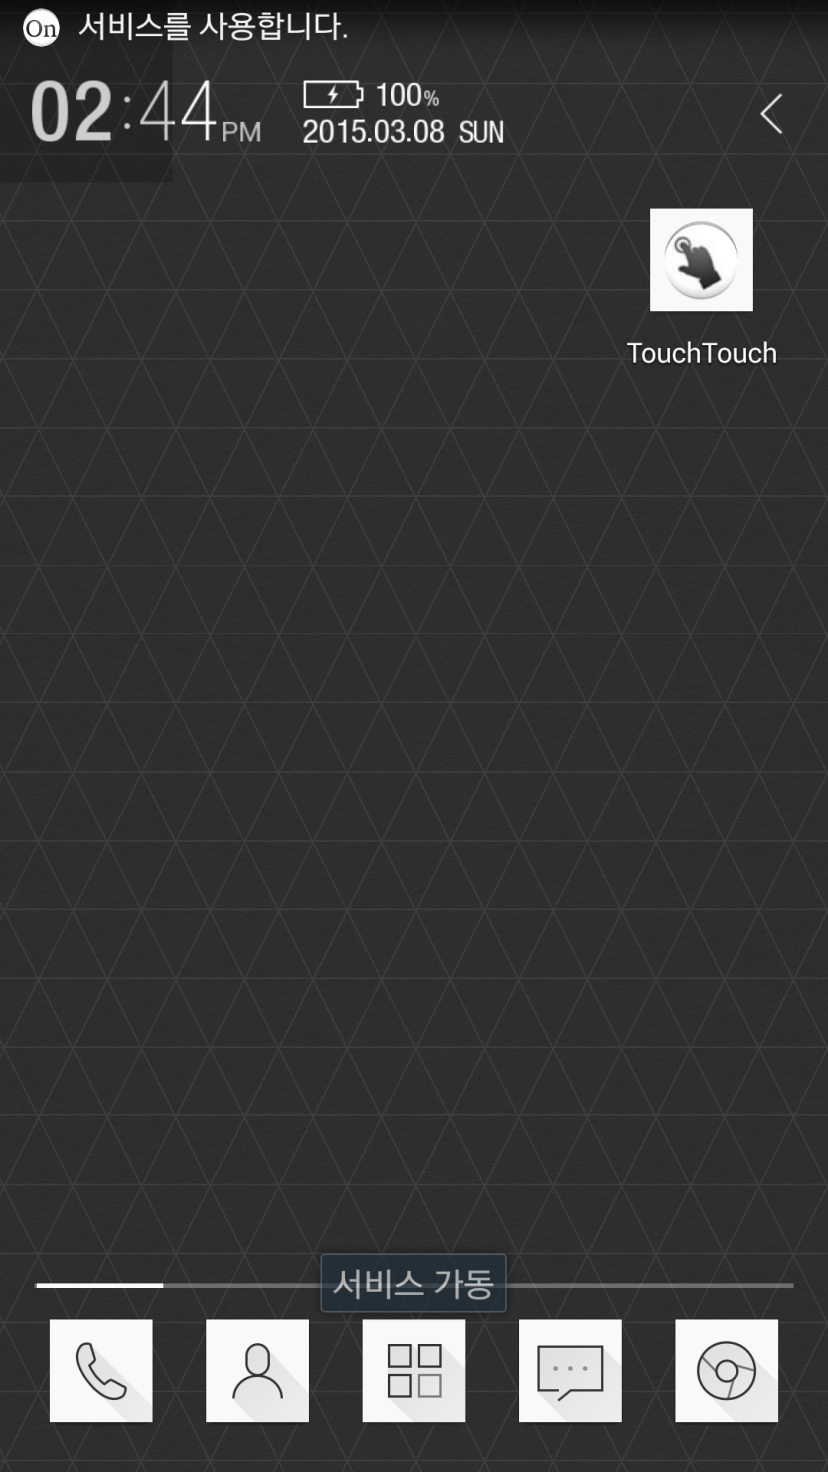 On 서비스를 사용합니다.
02:44PM
100%
2015.03.08 SUN
TouchTouch
서비스 가동